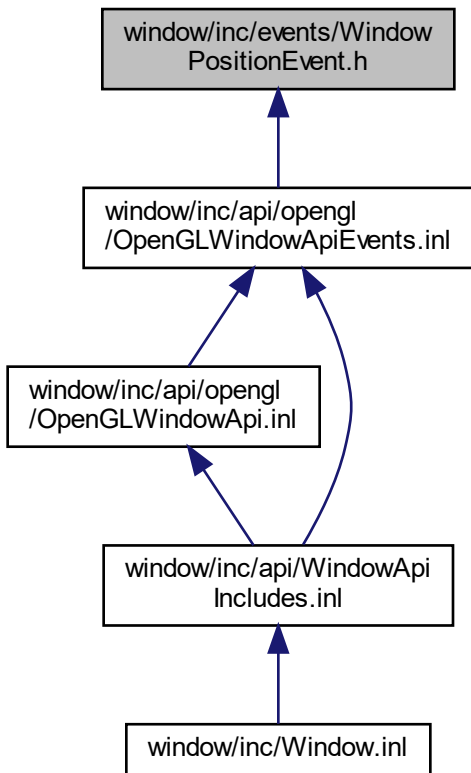 window/inc/events/Window
PositionEvent.h
window/inc/api/opengl
/OpenGLWindowApiEvents.inl
window/inc/api/opengl
/OpenGLWindowApi.inl
window/inc/api/WindowApi
Includes.inl
window/inc/Window.inl